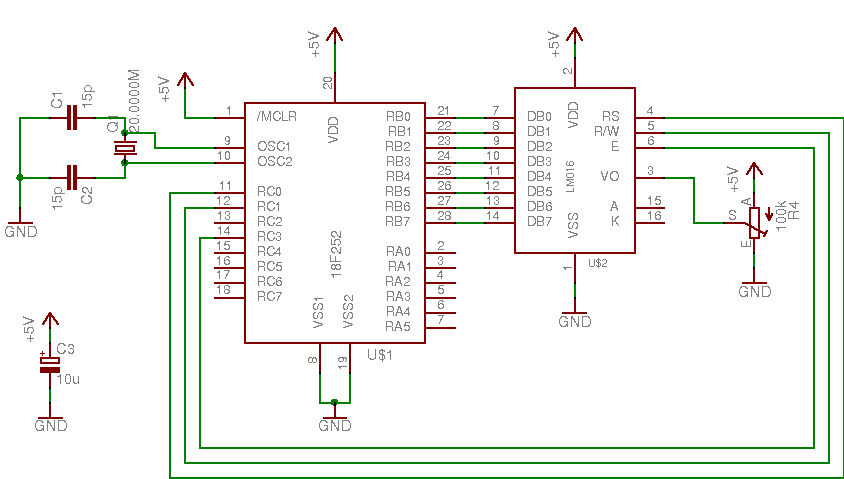 +5V
+5V
+5V
C1
15p
Q1
20.0000M
15p
C2
GND
20
VDD
1 /MCLR
9 OSC1
10 OSC2
11 RC0
12 RC1
13 RC2
14 RC3
15 RC4
16 RC5
17 RC6
18 RC7
18F252
RB0 21
RB1 22
RB2 23
RB3 24
RB4 25
RB5 26
RB6 27
RB7 28
RA0 2
RA1 3
RA2 4
RA3 5
RA4 6
RA5 7
VSS1
VSS2
8
19
U$1
GND
2
VDD
7 DB0
8 DB1
9 DB2
10 DB3
11 DB4
12 DB5
13 DB6
14 DB7
LM016
RS 4
R/W 5
E 6
VO 3
A 15
K 16
VSS
1
U$2
GND
+5V
A
S
E
100k
R4
GND
+5V
+
C3
10u
GND